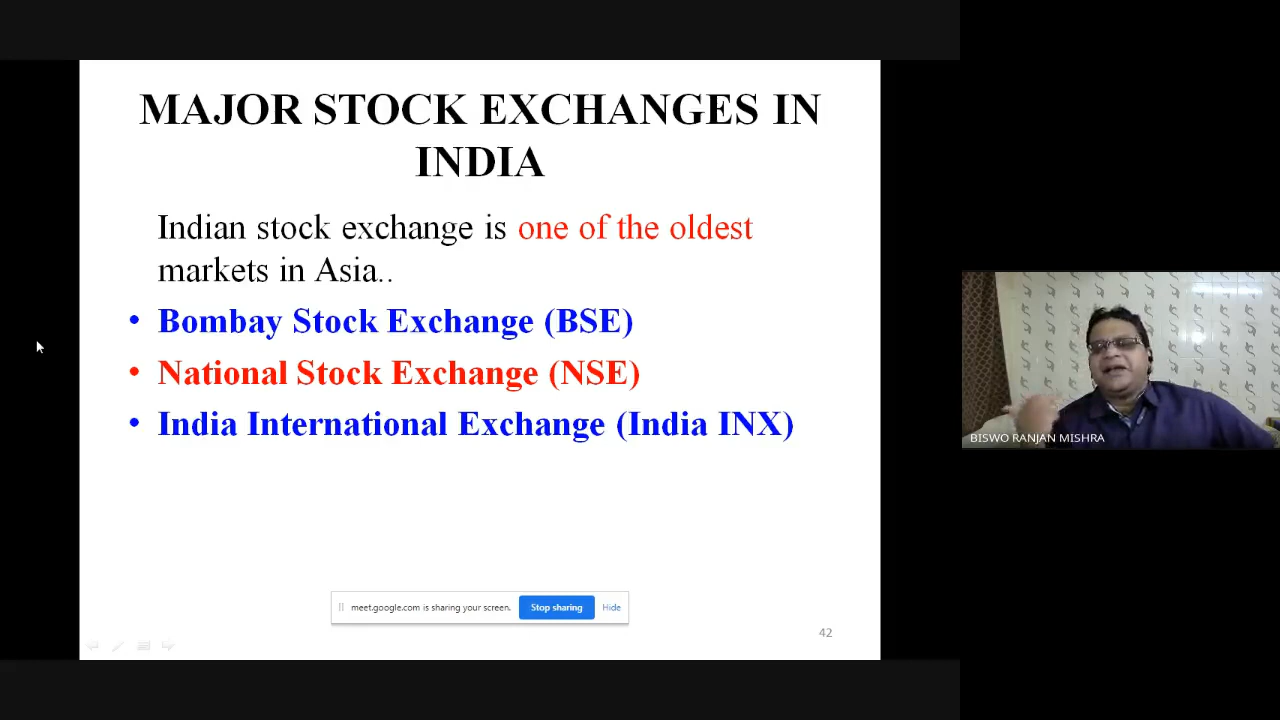 MAJOR STOCK EXCHANGES IN
INDIA
Indian stock exchange is one of the oldest
markets in Asia..
• Bombay Stock Exchange (BSE)
• National Stock Exchange (NSE)
• India International Exchange (India INX)
BISWO RANJAN MISHRA
meet.google.com is sharing your screen. Stop sharing Hide
42